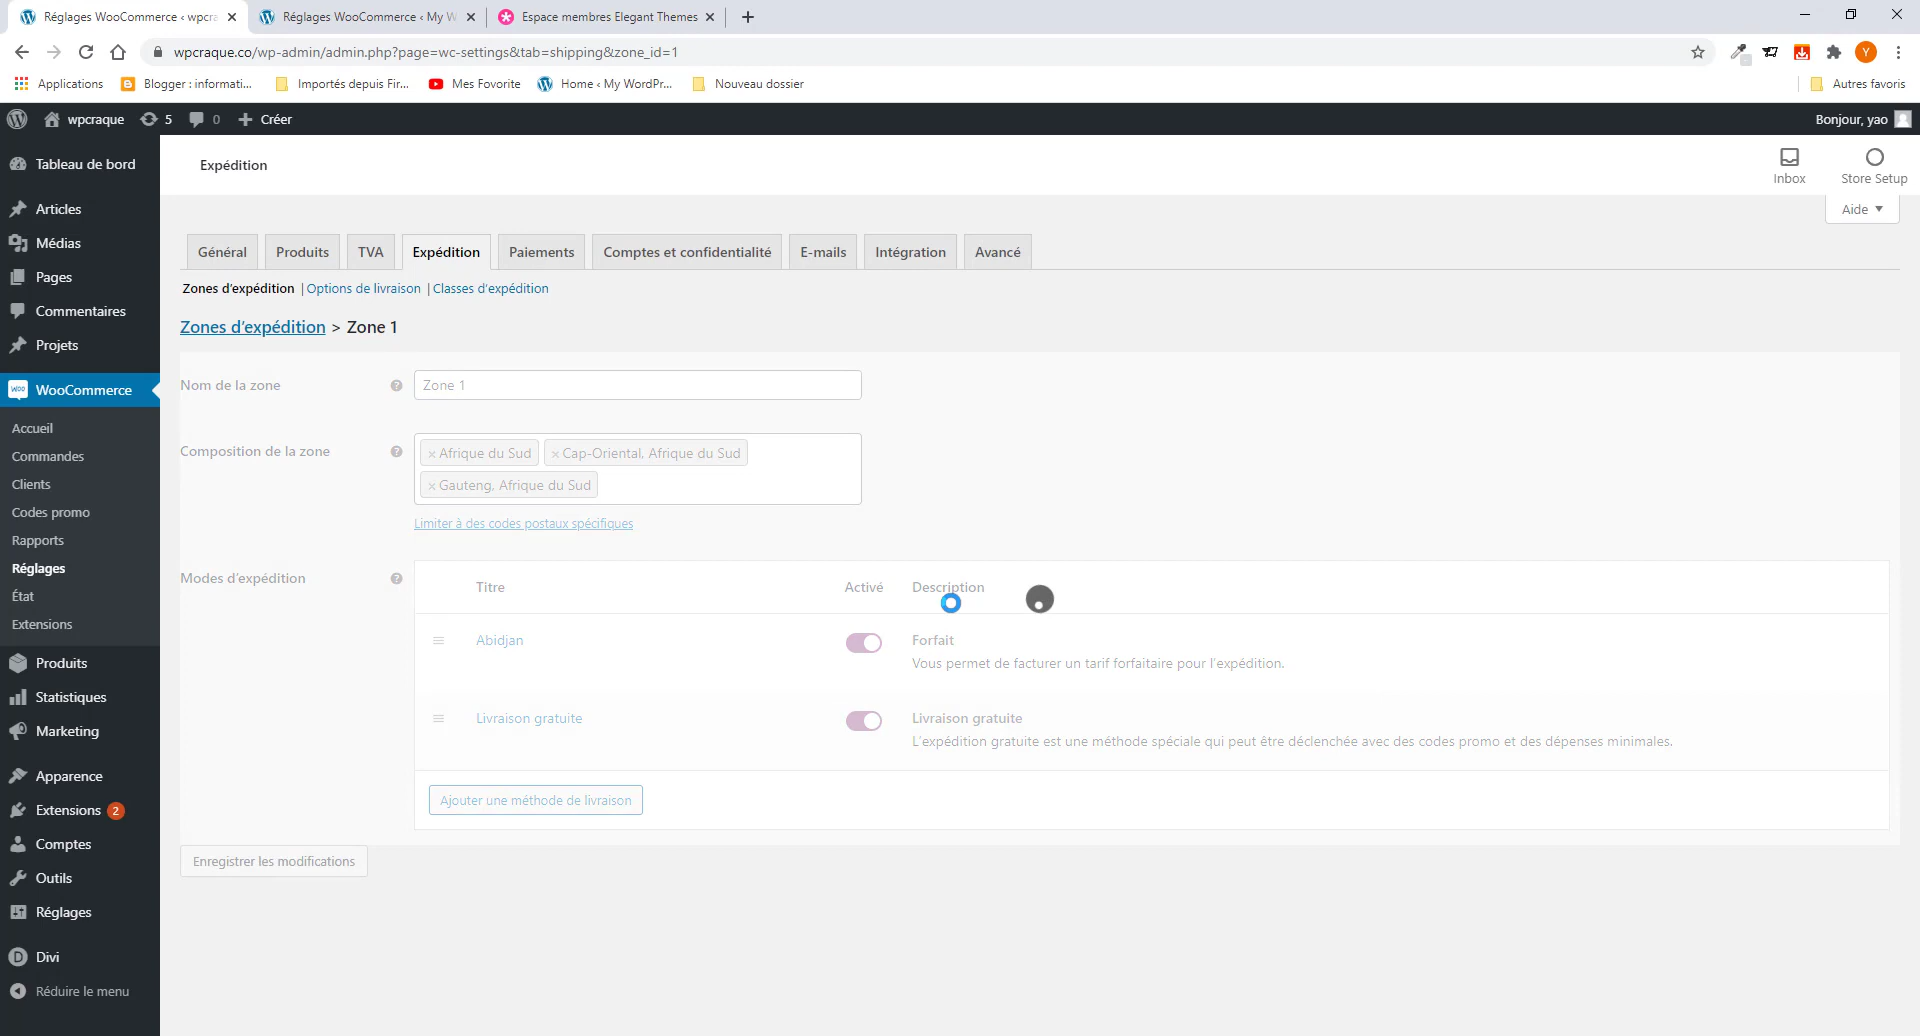 Réglages WooCommerce ‹ wpcra
Réglages WooCommerce ‹ My W
Espace membres Elegant Themes
wpcraque.co/wp-admin/admin.php?page=wc-settings&tab=shipping&zone_id=1
Y
Applications
Blogger : informati...
Importés depuis Fir...
Mes Favorite
Home ‹ My WordPr...
Nouveau dossier
Autres favoris
wpcraque
5
0
Créer
Bonjour, yao
Tableau de bord
Articles
Médias
Pages
Commentaires
Projets
WooCommerce
Accueil
Commandes
Clients
Codes promo
Rapports
Réglages
État
Extensions
Produits
Statistiques
Marketing
Apparence
Extensions 2
Comptes
Outils
Réglages
Divi
Réduire le menu
Expédition
Inbox
Store Setup
Aide
Général
Produits
TVA
Expédition
Paiements
Comptes et confidentialité
E-mails
Intégration
Avancé
Zones d’expédition | Options de livraison | Classes d’expédition
Zones d’expédition > Zone 1
Nom de la zone
Zone 1
Composition de la zone
× Afrique du Sud
× Cap-Oriental, Afrique du Sud
× Gauteng, Afrique du Sud
Limiter à des codes postaux spécifiques
Modes d’expédition
Titre
Activé
Description
Abidjan
Forfait
Vous permet de facturer un tarif forfaitaire pour l’expédition.
Livraison gratuite
Livraison gratuite
L’expédition gratuite est une méthode spéciale qui peut être déclenchée avec des codes promo et des dépenses minimales.
Ajouter une méthode de livraison
Enregistrer les modifications